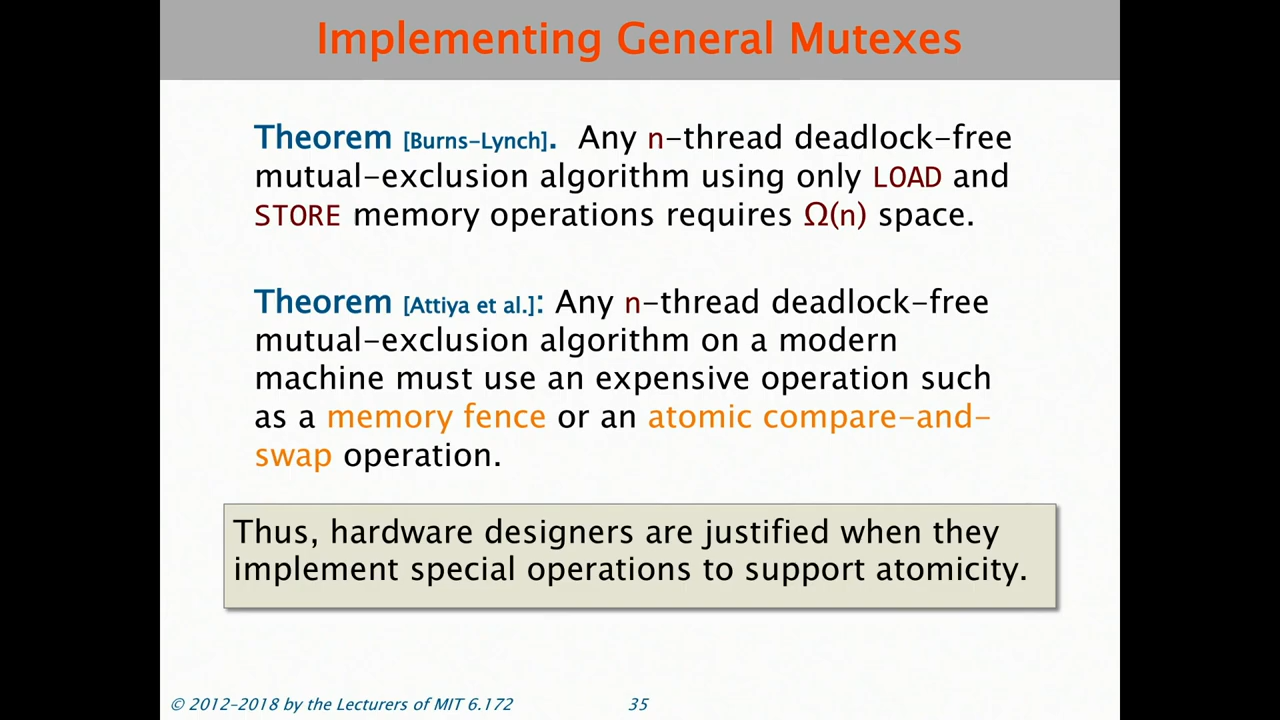 Implementing General Mutexes
Theorem [Burns–Lynch]. Any n–thread deadlock–free
mutual–exclusion algorithm using only LOAD and
STORE memory operations requires Ω(n) space.
Theorem [Attiya et al.]: Any n–thread deadlock–free
mutual–exclusion algorithm on a modern
machine must use an expensive operation such
as a memory fence or an atomic compare–and–
swap operation.
Thus, hardware designers are justified when they
implement special operations to support atomicity.
© 2012–2018 by the Lecturers of MIT 6.172
35